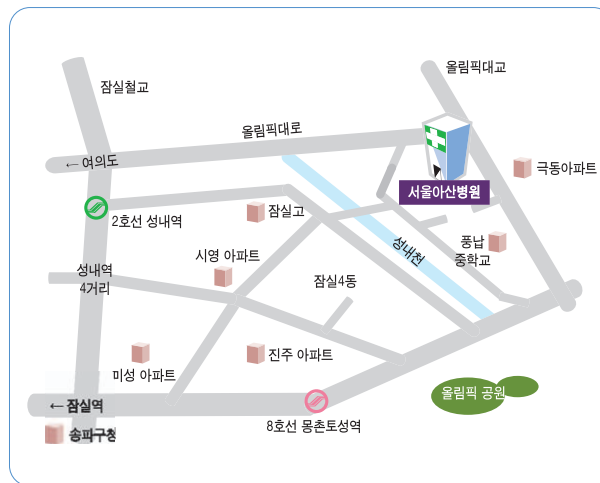 올림픽대교
잠실철교
올림픽대로
← 여의도
극동아파트
서울아산병원
잠실고
2호선 성내역
풍납
중학교
성내천
시영 아파트
성내역
4거리
잠실4동
진주 아파트
미성 아파트
올림픽 공원
← 잠실역
8호선 몽촌토성역
송파구청